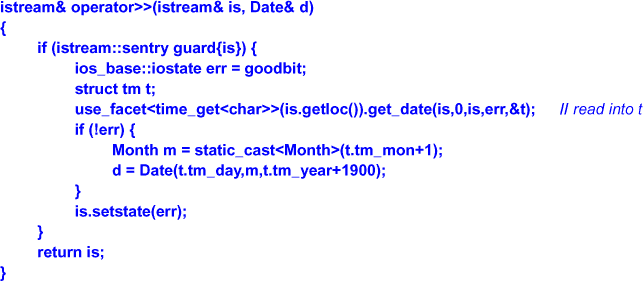 istream& operator>>(istream& is, Date& d)
{
if (istream::sentry guard{is}) {
ios_base::iostate err = goodbit;
struct tm t;
use_facet<time_get<char>>(is.getloc()).get_date(is,0,is,err,&t); // read into t
if (!err) {
Month m = static_cast<Month>(t.tm_mon+1);
d = Date(t.tm_day,m,t.tm_year+1900);
}
is.setstate(err);
}
return is;
}